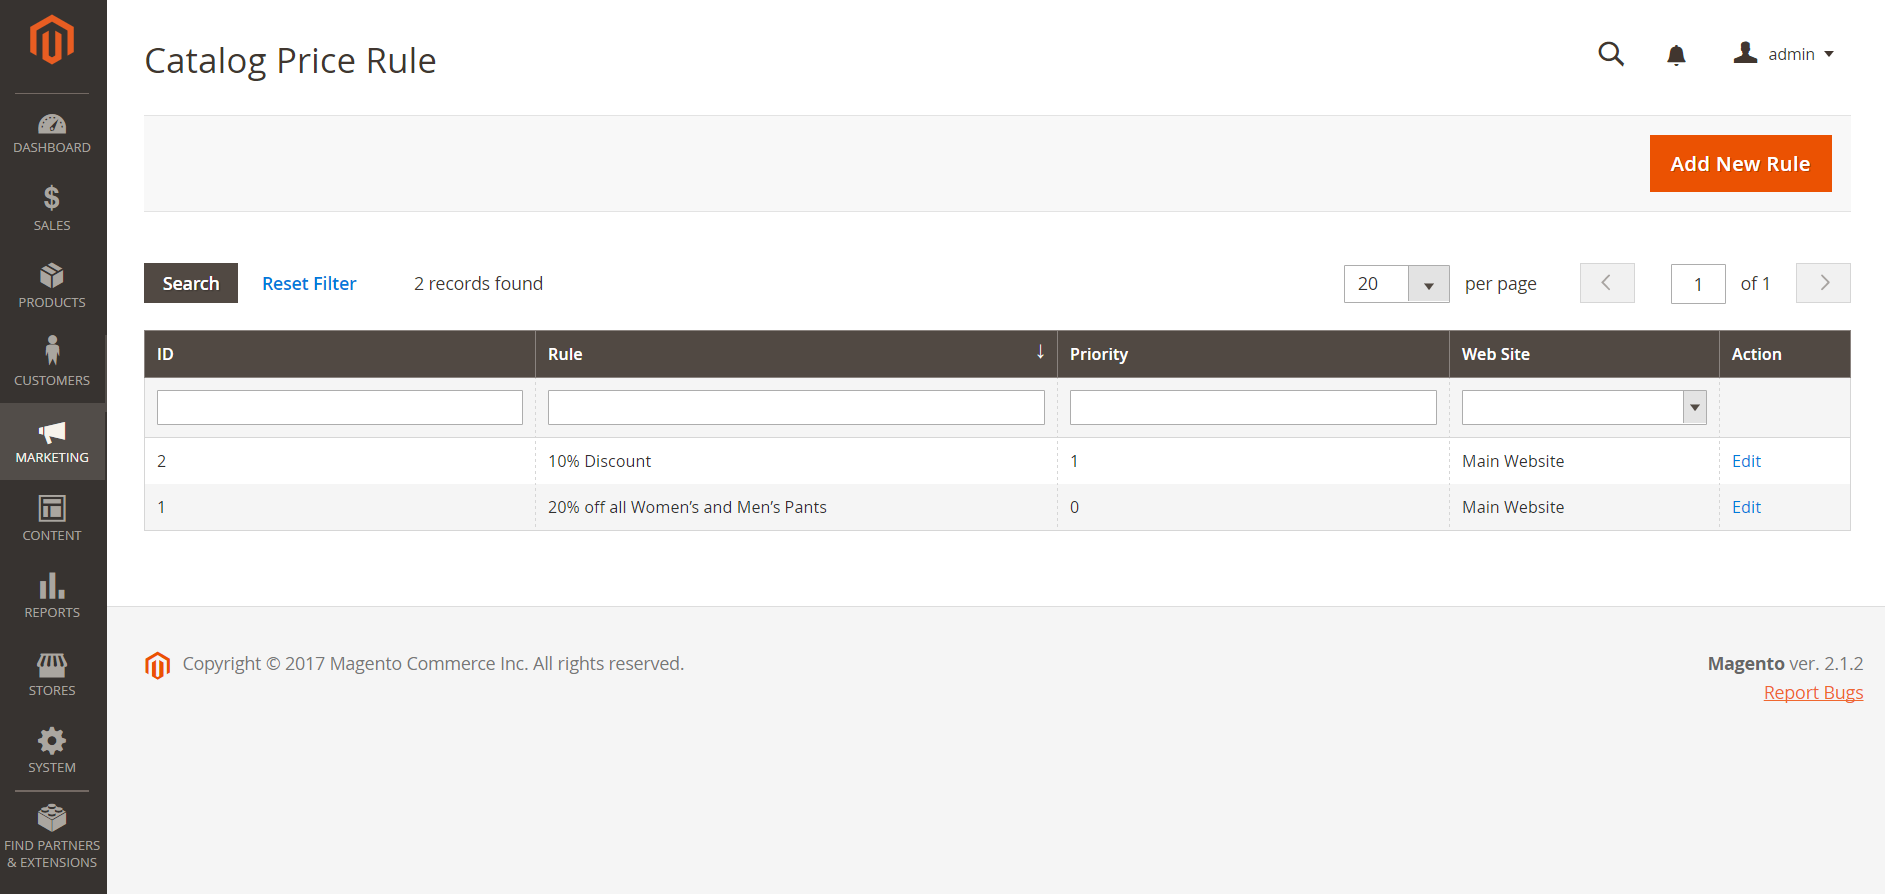 Catalog Price Rule
admin
DASHBOARD
SALES
PRODUCTS
CUSTOMERS
MARKETING
CONTENT
REPORTS
STORES
SYSTEM
FIND PARTNERS
& EXTENSIONS
Add New Rule
Search Reset Filter 2 records found 20 per page 1 of 1
ID Rule ↓ Priority Web Site Action
2 10% Discount 1 Main Website Edit
1 20% off all Women’s and Men’s Pants 0 Main Website Edit
Copyright © 2017 Magento Commerce Inc. All rights reserved.
Magento ver. 2.1.2
Report Bugs